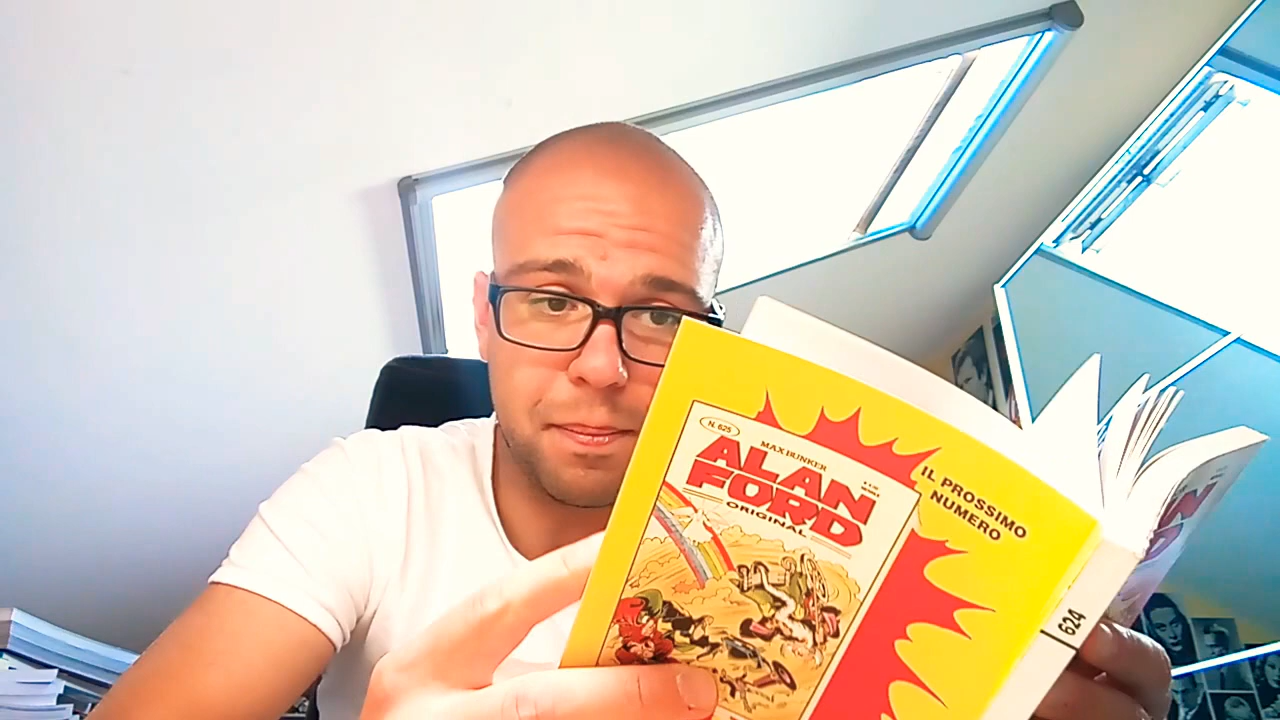 N. 625
MAX BUNKER
ALAN
FORD
ORIGINAL
IL PROSSIMO
NUMERO
624